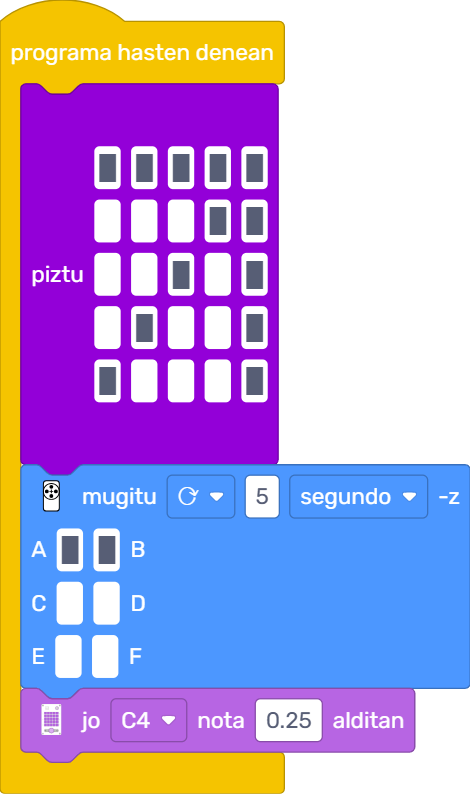 programa hasten denean
piztu
mugitu 5 segundo -z
A B
C D
E F
jo C4 nota 0.25 alditan